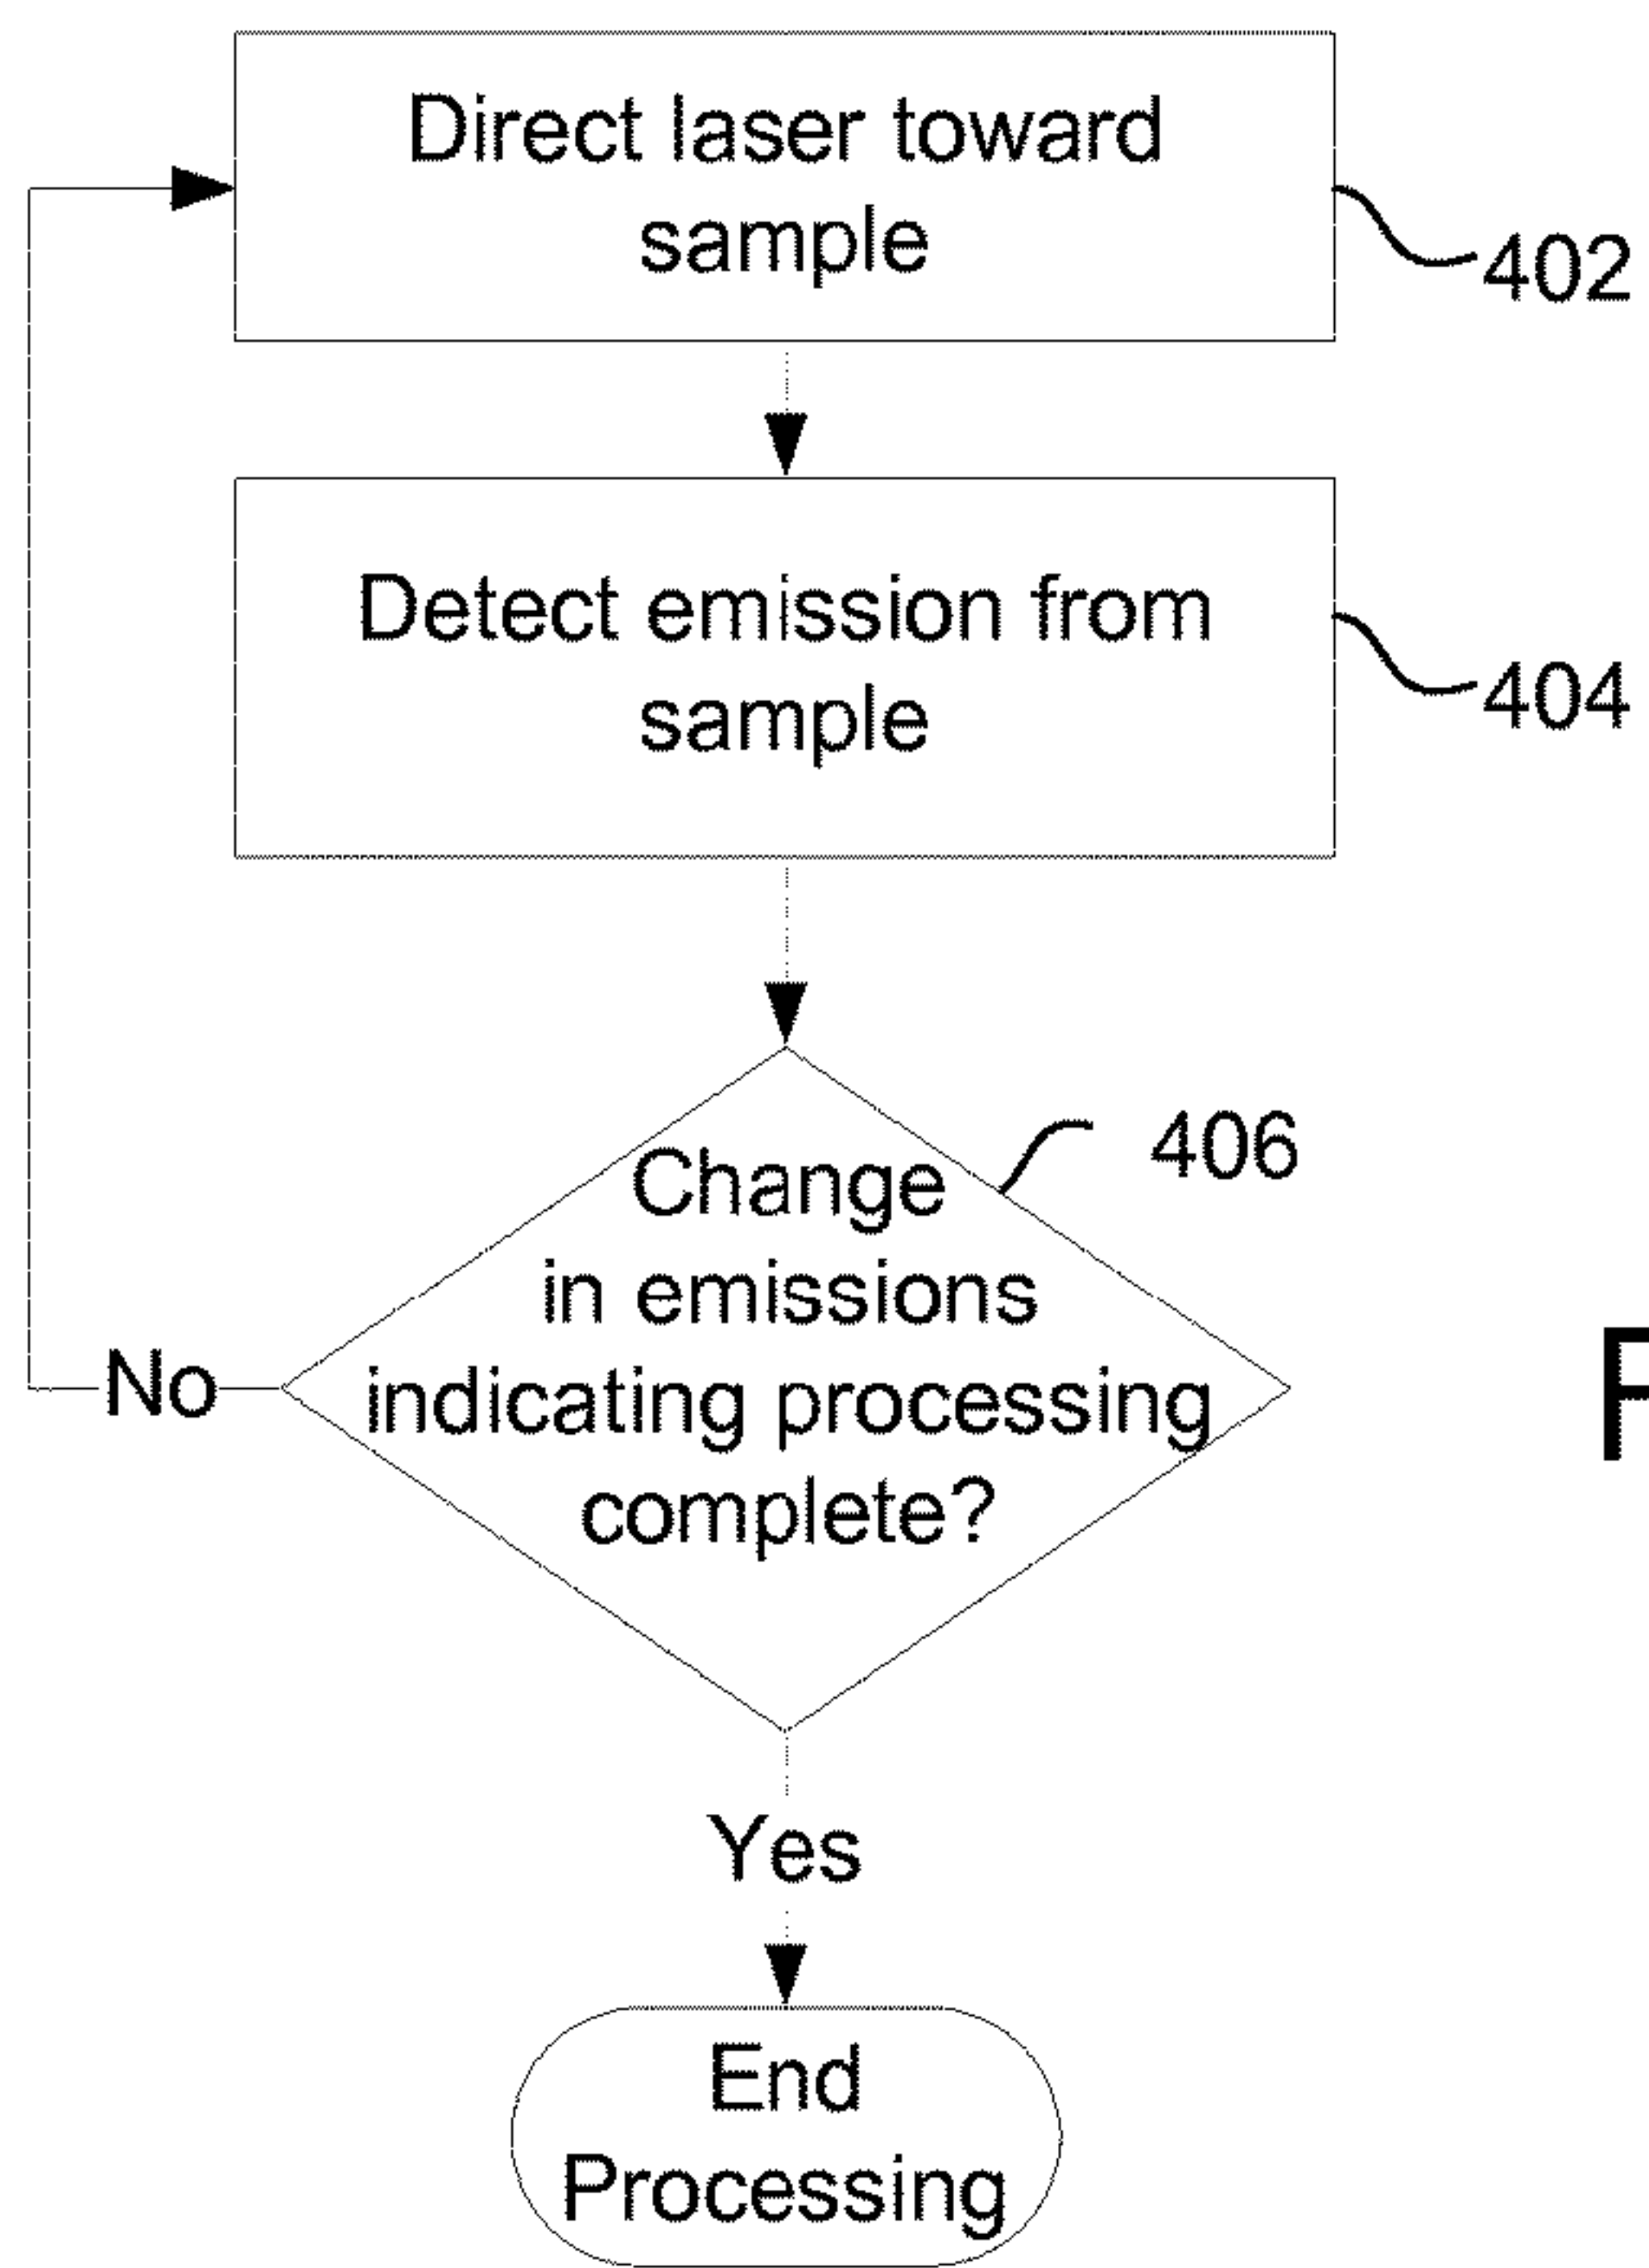 Direct laser toward
sample
402
Detect emission from
sample
404
406
Change
in emissions
indicating processing
complete?
No
Yes
End
Processing